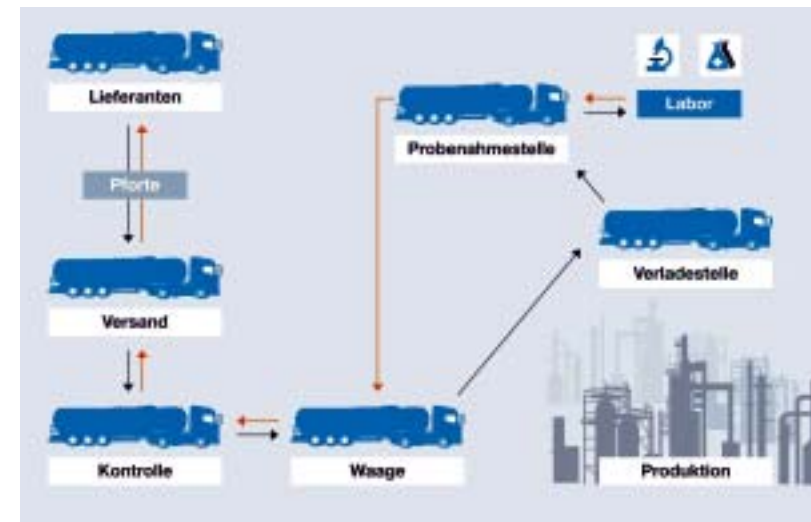 Lieferanten
Labor
Probenahmestelle
Pforte
Verladestelle
Versand
Kontrolle
Waage
Produktion